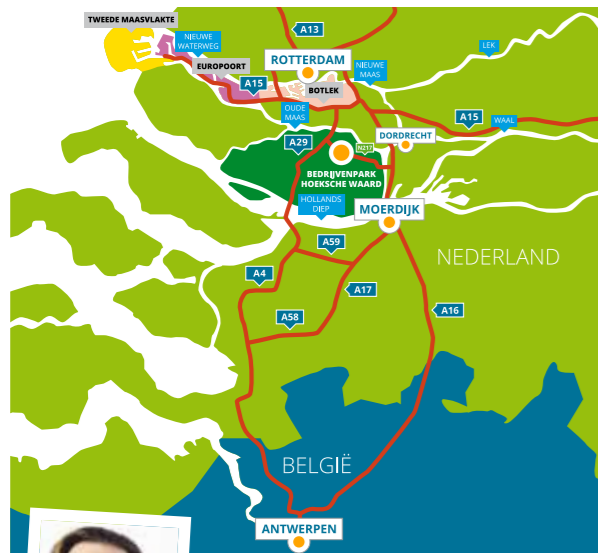 TWEEDE MAASVLAKTE
A13
NIEUWE
WATERWEG
LEK
ROTTERDAM
EUROPOORT
NIEUWE
MAAS
A15
BOTLEK
OUDE
MAAS
A15
WAAL
DORDRECHT
A29
N217
BEDRIJVENPARK
HOEKSCHE WAARD
HOLLANDS
DIEP
MOERDIJK
A59
NEDERLAND
A4
A17
A58
A16
BELGIË
ANTWERPEN